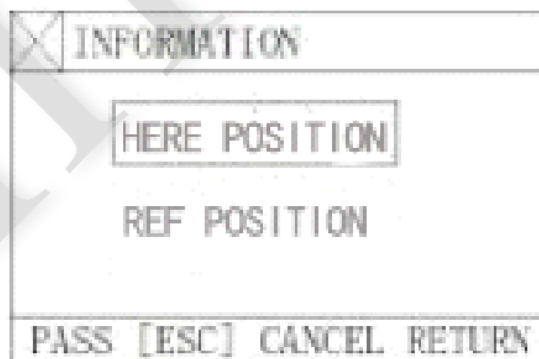 INFORMATION
HERE POSITION
REF POSITION
PASS [ESC] CANCEL RETURN